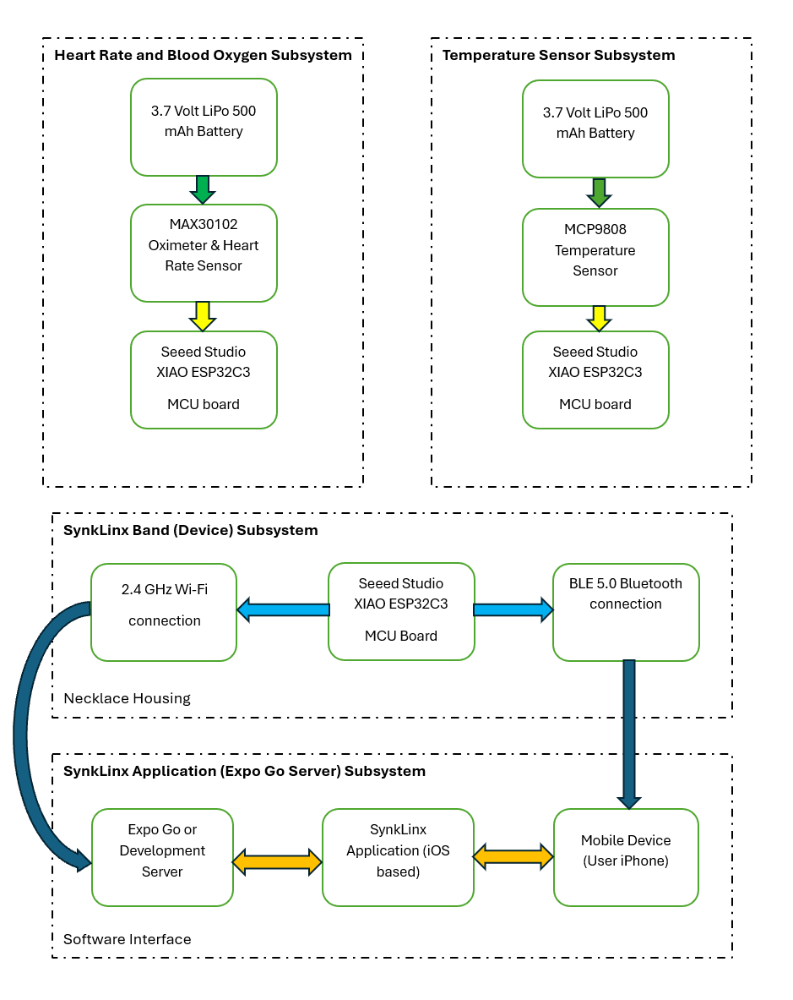 Heart Rate and Blood Oxygen Subsystem
3.7 Volt LiPo 500
mAh Battery
MAX30102
Oximeter & Heart
Rate Sensor
Seeed Studio
XIAO ESP32C3
MCU board
Temperature Sensor Subsystem
3.7 Volt LiPo 500
mAh Battery
MCP9808
Temperature
Sensor
Seeed Studio
XIAO ESP32C3
MCU board
SynkLinx Band (Device) Subsystem
2.4 GHz Wi-Fi
connection
Seeed Studio
XIAO ESP32C3
MCU Board
BLE 5.0 Bluetooth
connection
Necklace Housing
SynkLinx Application (Expo Go Server) Subsystem
Expo Go or
Development
Server
SynkLinx
Application (iOS
based)
Mobile Device
(User iPhone)
Software Interface